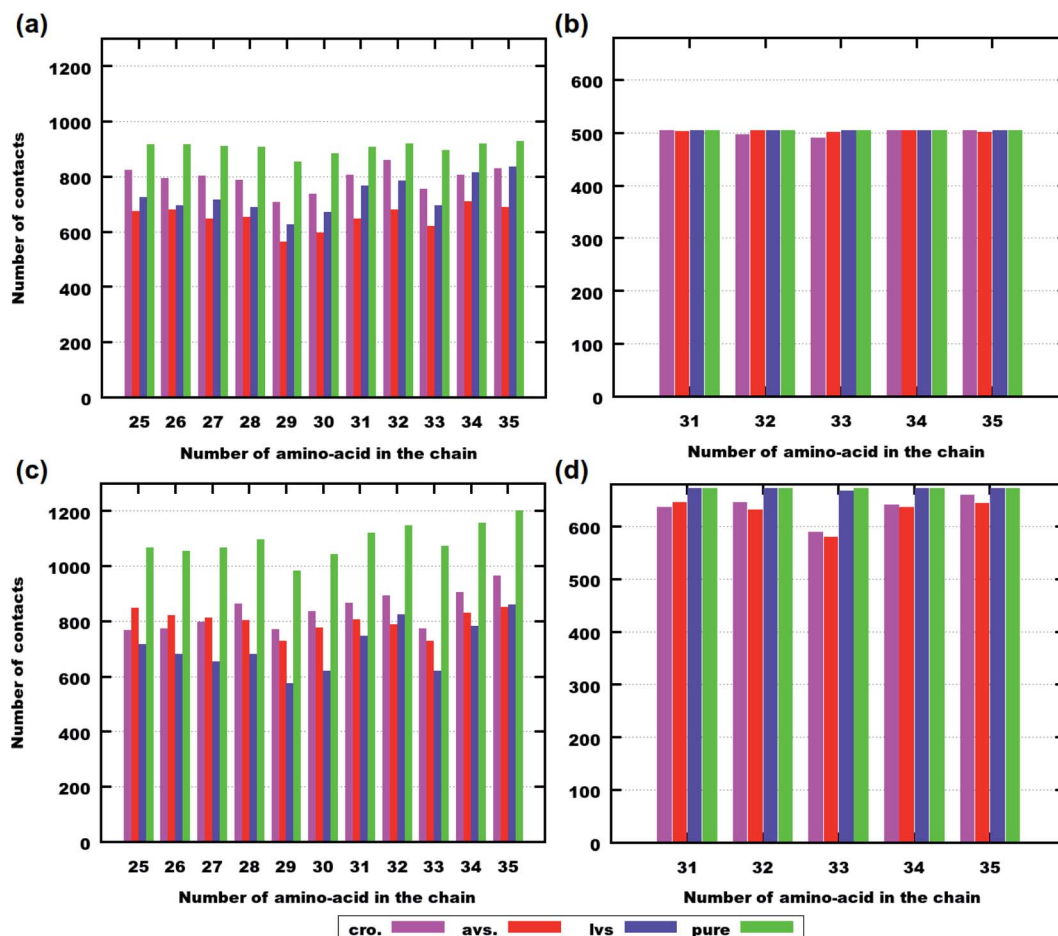 (a)
Number of contacts
1200
1000
800
600
400
200
0
25 26 27 28 29 30 31 32 33 34 35
Number of amino-acid in the chain
(b)
600
500
400
300
200
100
0
31 32 33 34 35
Number of amino-acid in the chain
(c)
Number of contacts
1200
1000
800
600
400
200
0
25 26 27 28 29 30 31 32 33 34 35
Number of amino-acid in the chain
(d)
600
500
400
300
200
100
0
31 32 33 34 35
Number of amino-acid in the chain
cro. avs. lvs pure